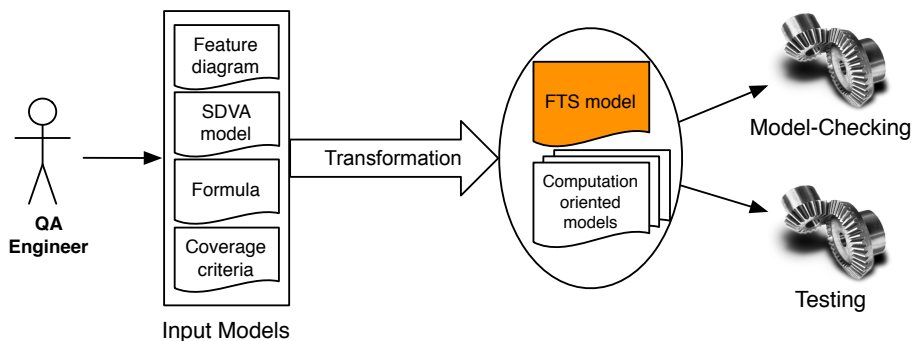 QA
Engineer
Feature
diagram
SDVA
model
Formula
Coverage
criteria
Input Models
Transformation
FTS model
Computation
oriented
models
Model-Checking
Testing